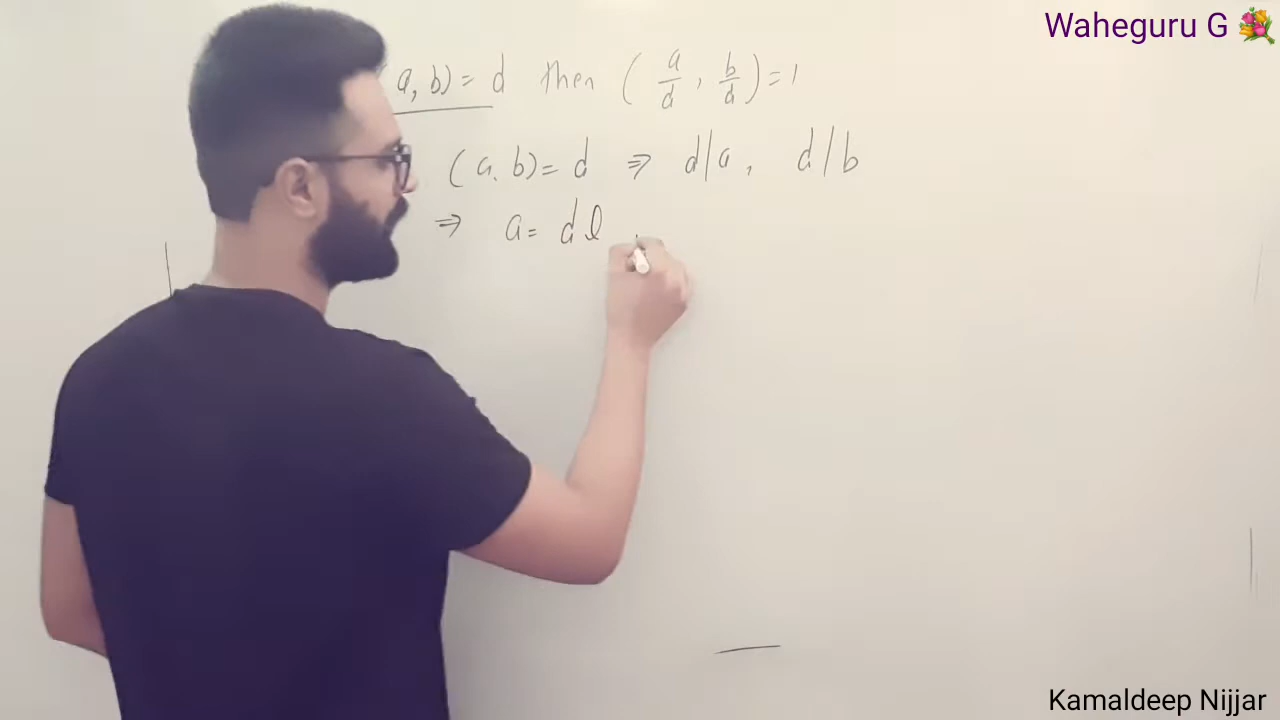 Waheguru G 💐
a, b) = d then ( a/d , b/d ) = 1
(a, b) = d ⇒ d/a, d/b
⇒ a = dl
Kamaldeep Nijjar